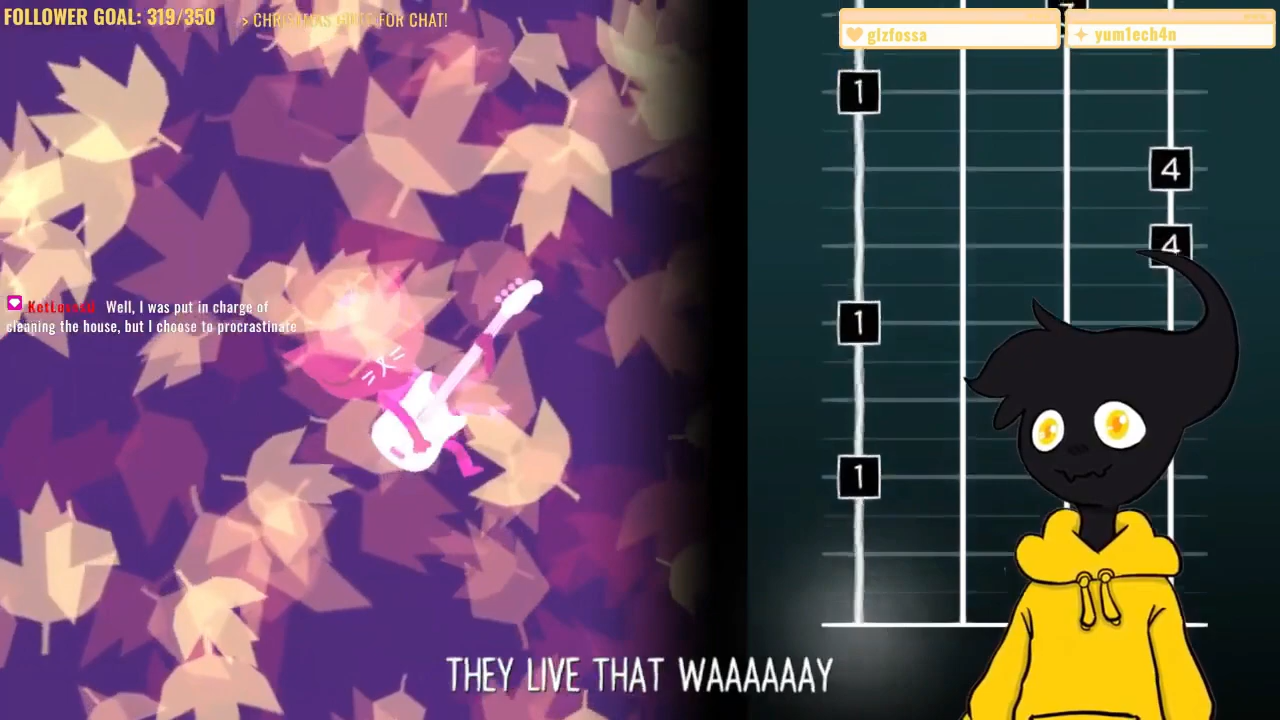 FOLLOWER GOAL: 319/350
> CHRISTMAS FOR CHAT!
glzfossa
yum1ech4n
7
1
4
4
1
Well, I was put in charge of
cleaning the house, but I choose to procrastinate
1
THEY LIVE THAT WAAAAAAY